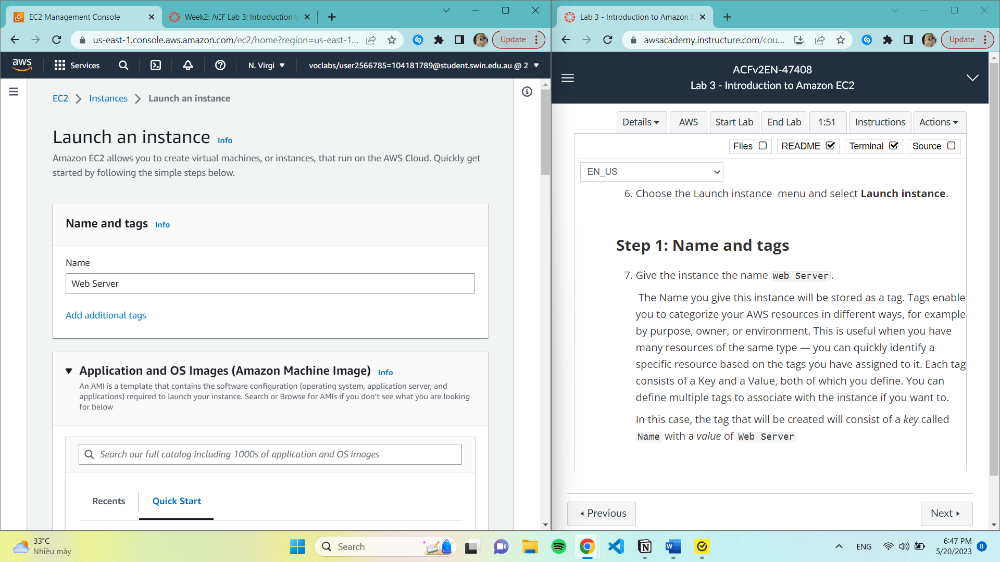 EC2 Management Console
Week2: ACF Lab 3: Introduction t
us-east-1.console.aws.amazon.com/ec2/home?region=us-east-1...
Update
aws
Services
N. Virgi
voclabs/user2566785=104181789@student.swin.edu.au @ 2
EC2
Instances
Launch an instance
Launch an instance Info
Amazon EC2 allows you to create virtual machines, or instances, that run on the AWS Cloud. Quickly get
started by following the simple steps below.
Name and tags Info
Name
Web Server
Add additional tags
Application and OS Images (Amazon Machine Image) Info
An AMI is a template that contains the software configuration (operating system, application server, and
applications) required to launch your instance. Search or Browse for AMIs if you don’t see what you are looking
for below
Search our full catalog including 1000s of application and OS images
Recents
Quick Start
Lab 3 - Introduction to Amazon E
awsacademy.instructure.com/cou...
Update
ACFv2EN-47408
Lab 3 - Introduction to Amazon EC2
Details
AWS
Start Lab
End Lab
1:51
Instructions
Actions
Files
README
Terminal
Source
EN_US
6. Choose the Launch instance menu and select Launch instance.
Step 1: Name and tags
7. Give the instance the name Web Server.
The Name you give this instance will be stored as a tag. Tags enable
you to categorize your AWS resources in different ways, for example
by purpose, owner, or environment. This is useful when you have
many resources of the same type — you can quickly identify a
specific resource based on the tags you have assigned to it. Each tag
consists of a Key and a Value, both of which you define. You can
define multiple tags to associate with the instance if you want to.
In this case, the tag that will be created will consist of a key called
Name with a value of Web Server
Previous
Next
33°C
Nhiều mây
Search
ENG
6:47 PM
5/20/2023
8